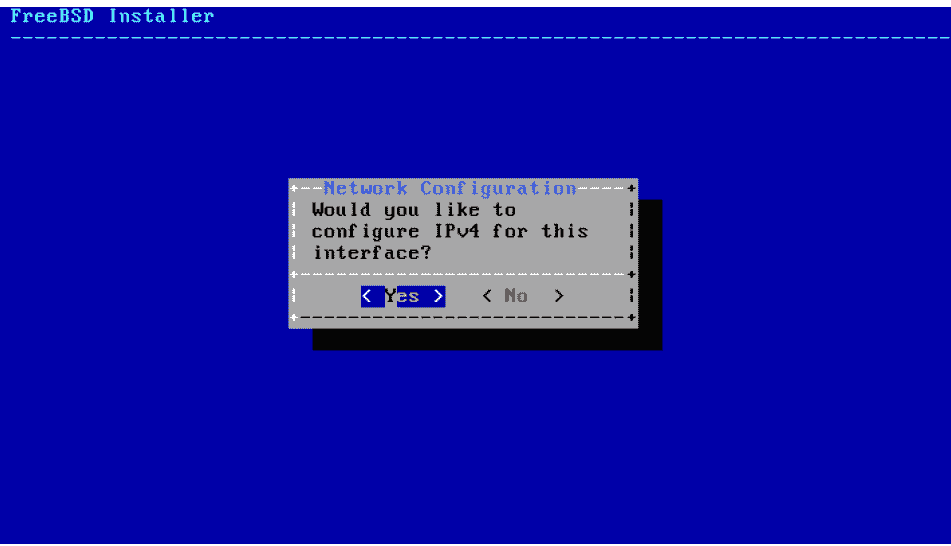 FreeBSD Installer
Network Configuration
Would you like to
configure IPv4 for this
interface?
< Yes > < No >